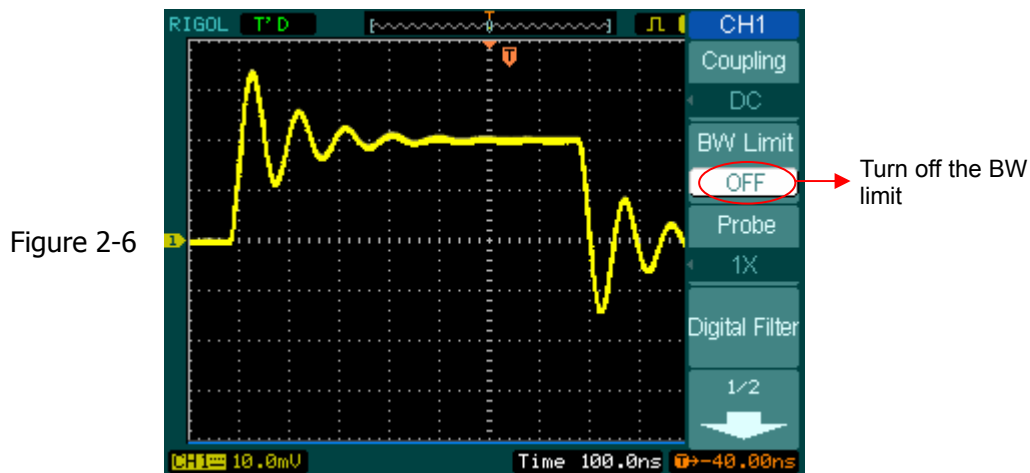 RIGOL T'D T CH1
T
Coupling
DC
BW Limit
OFF
Turn off the BW
limit
Probe
Figure 2-6
1
1X
Digital Filter
1/2
CH1 10.0mV Time 100.0ns T→-40.00ns